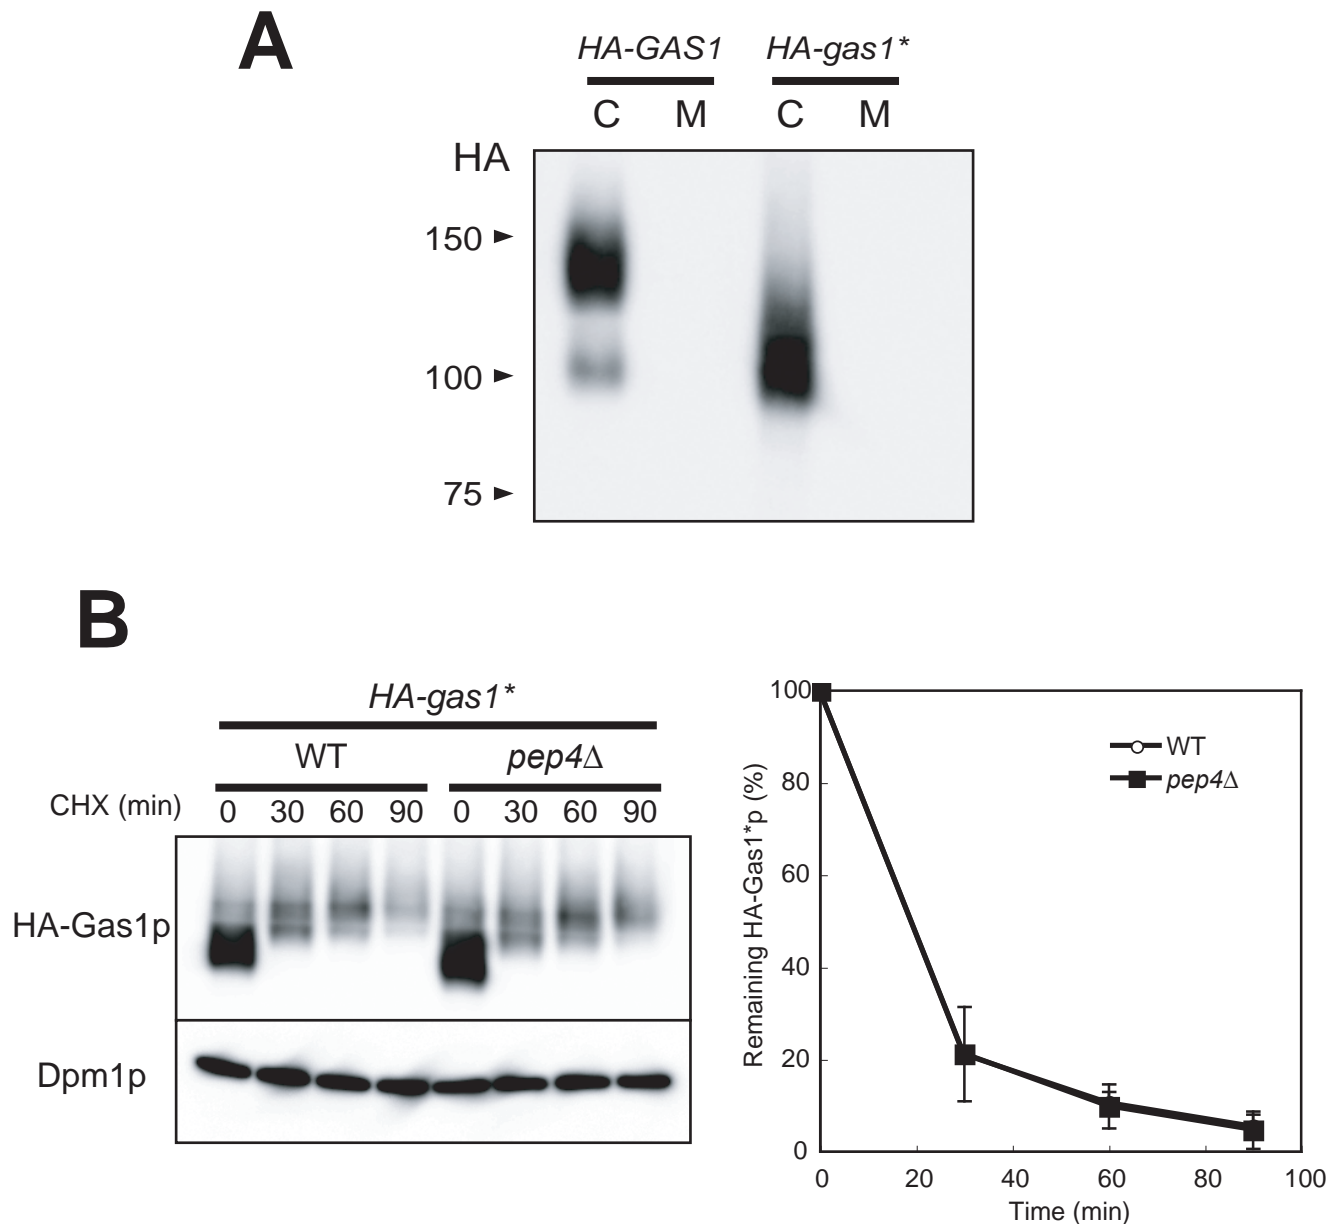 A
HA-GAS1 HA-gas1*
C M C M
HA
150
100
75
B
HA-gas1*
WT pep4Δ
CHX (min) 0 30 60 90 0 30 60 90
HA-Gas1p
Dpm1p
Remaining HA-Gas1*p (%)
100
80
60
40
20
0
WT
pep4Δ
0 20 40 60 80 100
Time (min)